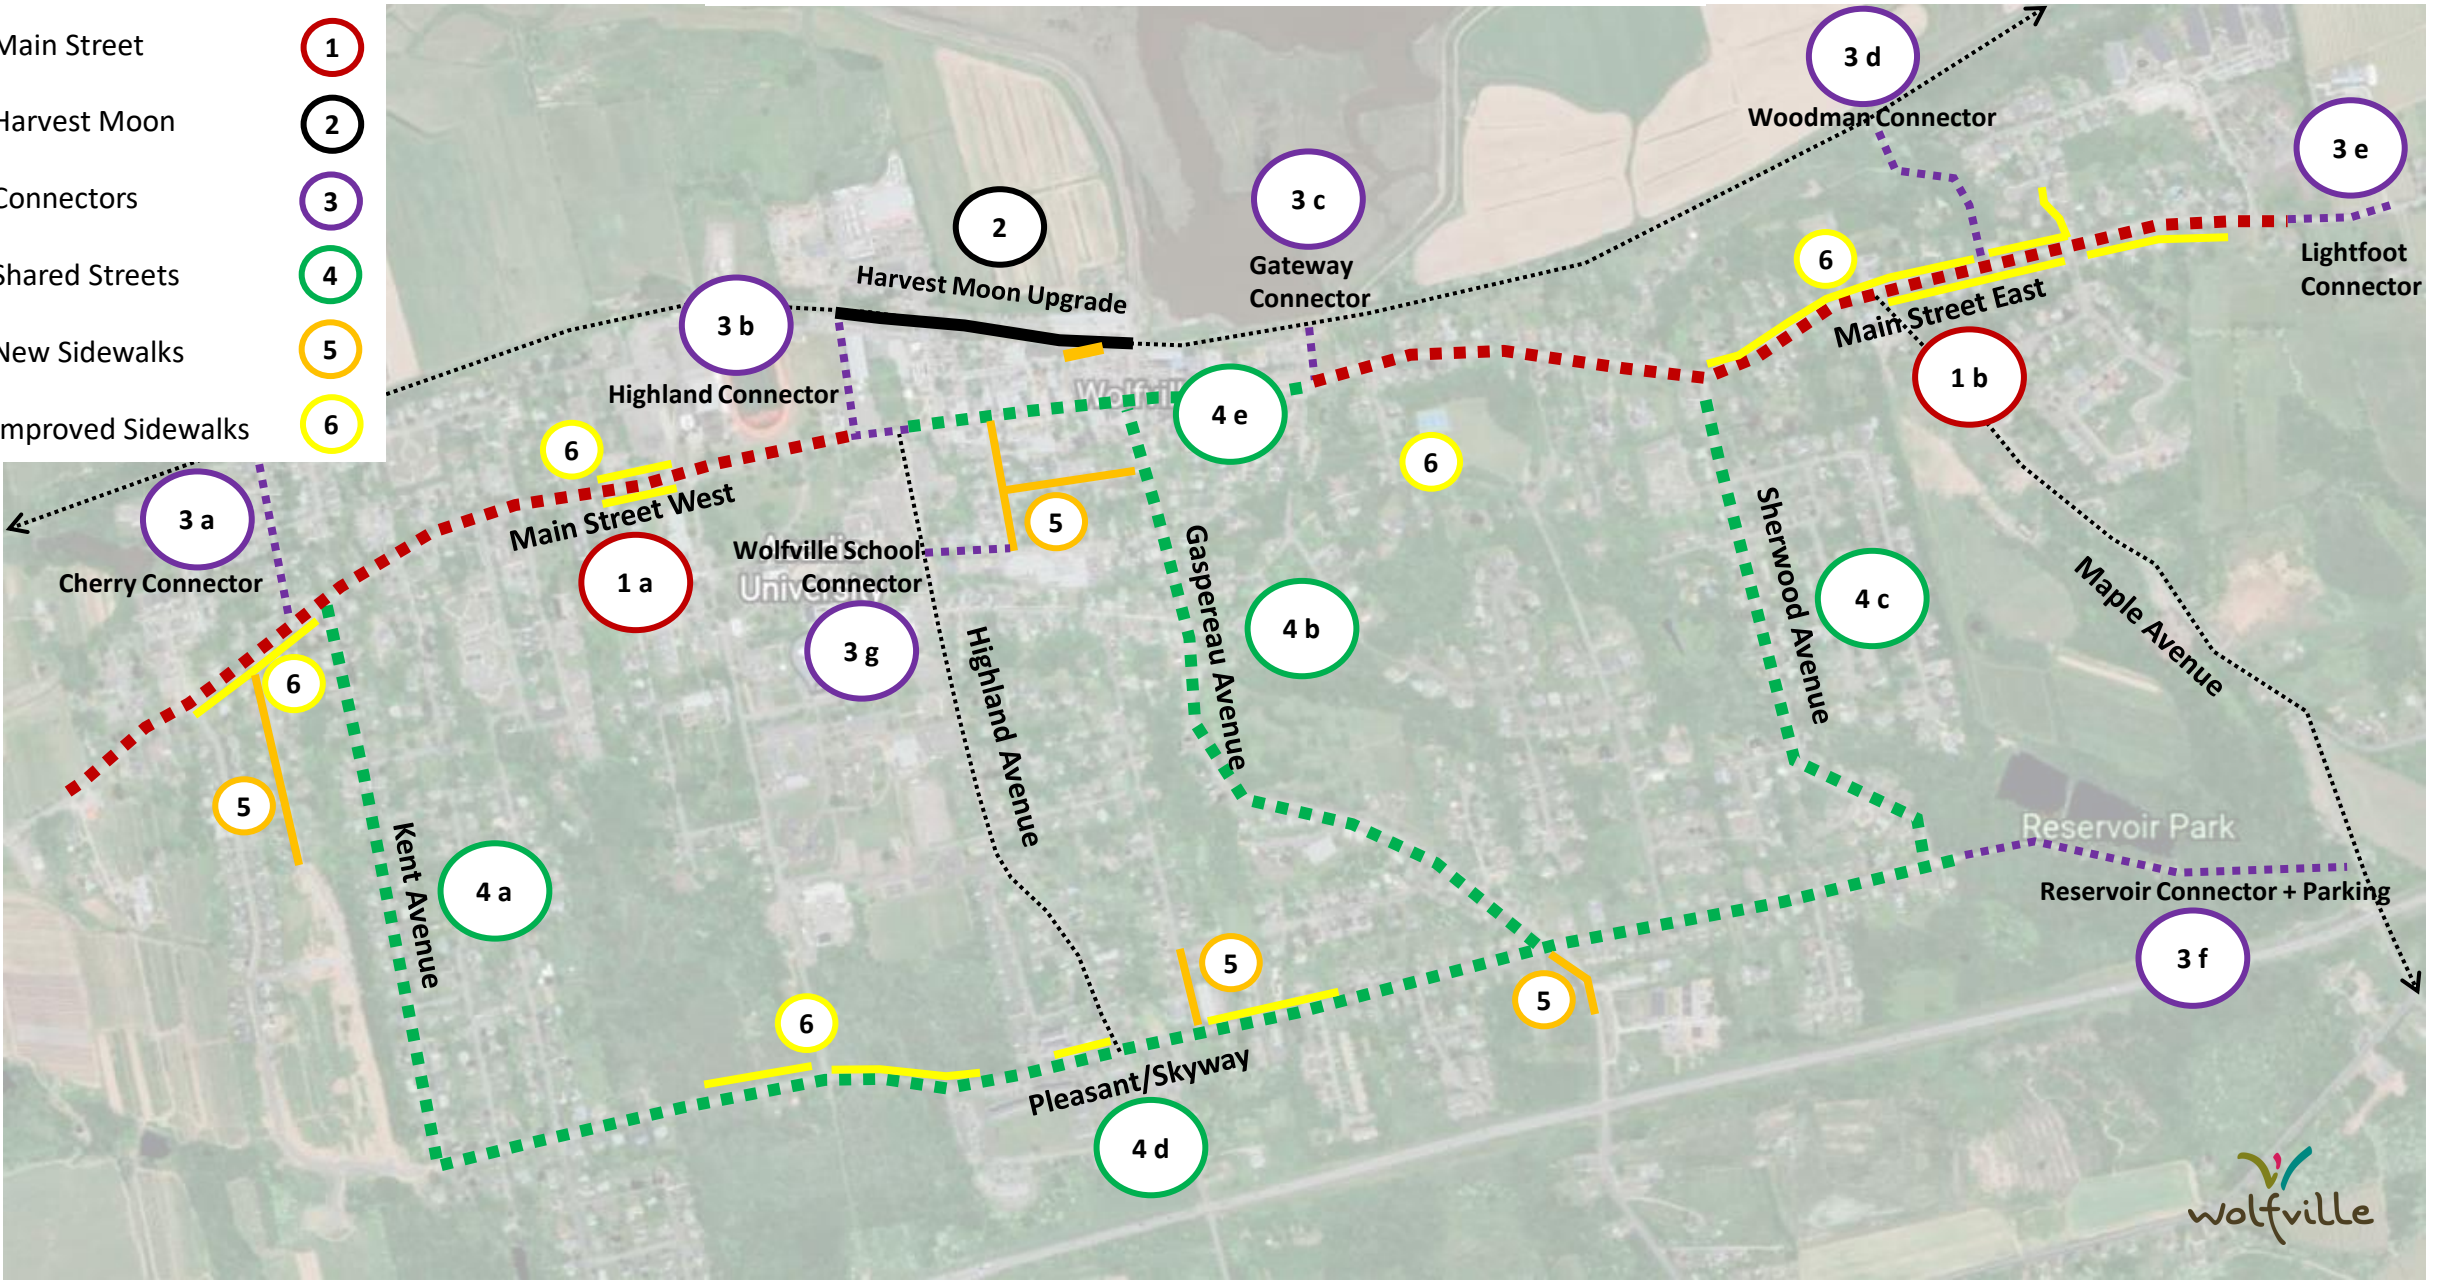 Main Street 1
Harvest Moon 2
Connectors 3
Shared Streets 4
New Sidewalks 5
Improved Sidewalks 6
3 d
Woodman Connector
3 e
3 c
2
Harvest Moon Upgrade
Gateway
Connector
Lightfoot
Connector
6
3 b
Highland Connector
Main Street East
1 b
Wolfville
4 e
6
6
Main Street West
3 a
Cherry Connector
5
1 a
Wolfville School
Connector
University
3 g
Highland Avenue
Gaspereau Avenue
4 b
Sherwood Avenue
4 c
Maple Avenue
6
5
Kent Avenue
4 a
Reservoir Park
Reservoir Connector + Parking
3 f
5
5
6
Pleasant/Skyway
4 d
wolfville